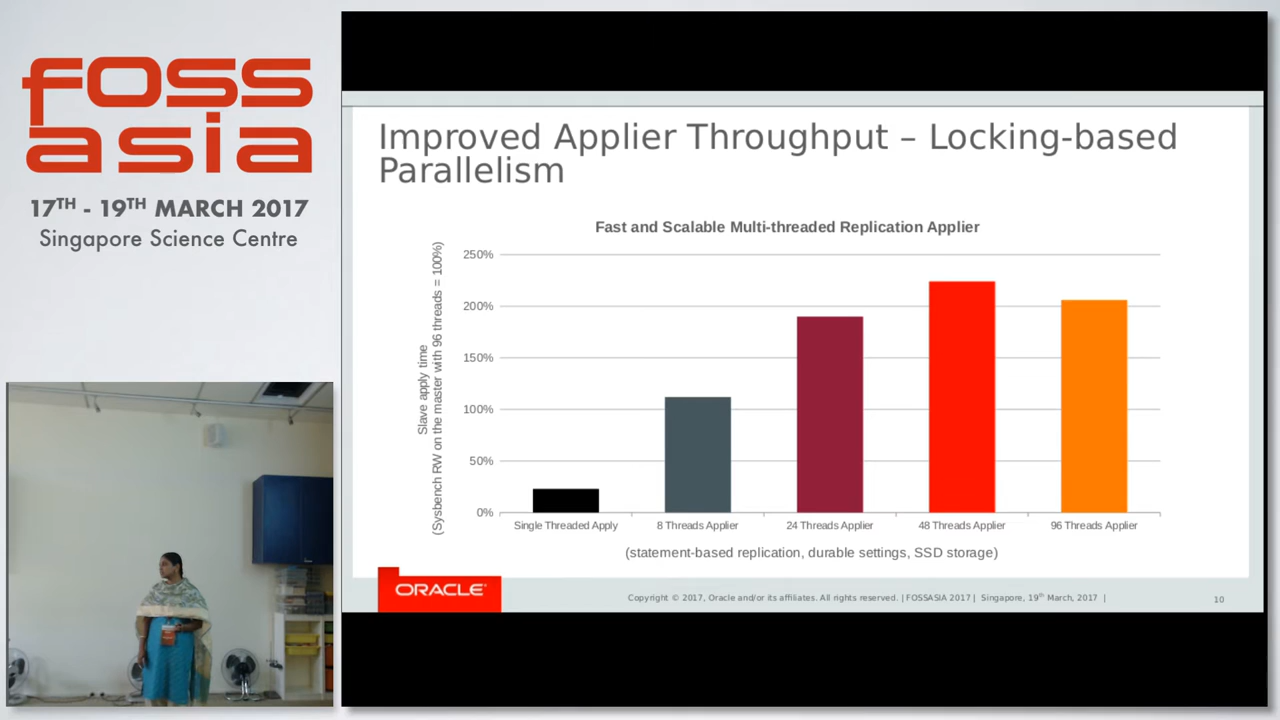 foss
asia
17TH - 19TH MARCH 2017
Singapore Science Centre
Improved Applier Throughput – Locking-based
Parallelism
Fast and Scalable Multi-threaded Replication Applier
Slave apply time
(Sysbench RW on the master with 96 threads = 100%)
250%
200%
150%
100%
50%
0%
Single Threaded Apply
8 Threads Applier
24 Threads Applier
48 Threads Applier
96 Threads Applier
(statement-based replication, durable settings, SSD storage)
ORACLE
Copyright © 2017, Oracle and/or its affiliates. All rights reserved. | FOSSASIA 2017 | Singapore, 19th March, 2017 |
10